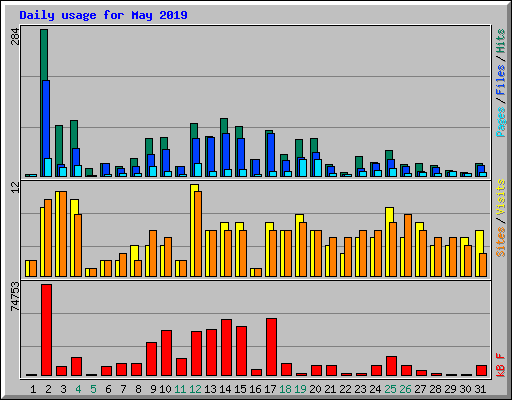 Daily usage for May 2019
284
Pages / Files / Hits
12
Sites / Visits
74753
kB F
1 2 3 4 5 6 7 8 9 10 11 12 13 14 15 16 17 18 19 20 21 22 23 24 25 26 27 28 29 30 31